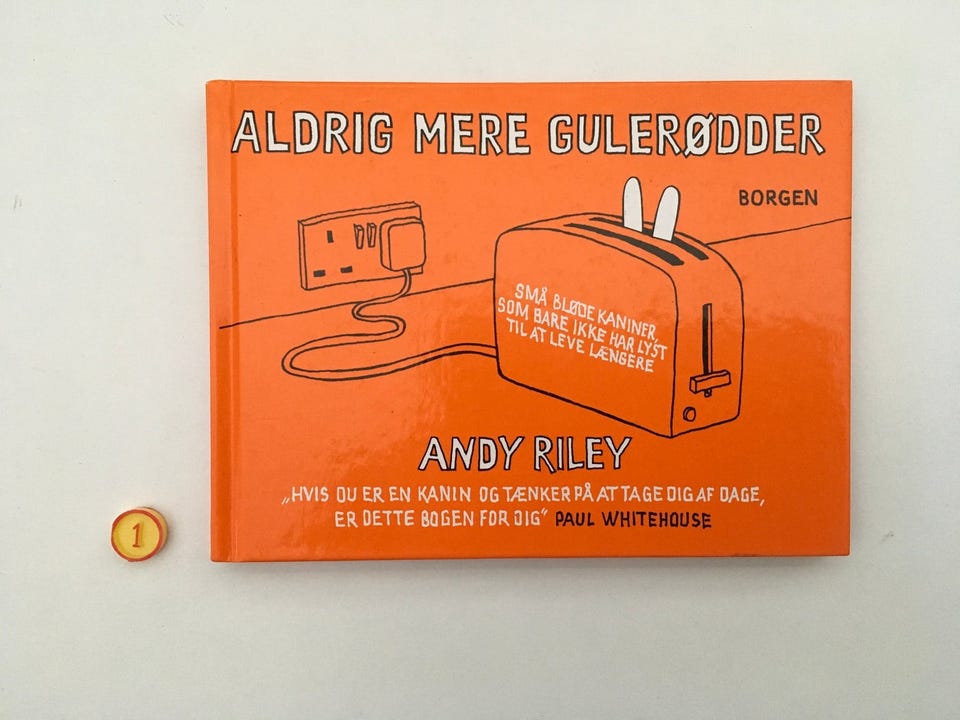 ALDRIG MERE GULERØDDER
BORGEN
SMÅ BLØDE KANINER,
SOM BARE IKKE HAR LYST
TIL AT LEVE LÆNGERE
ANDY RILEY
„HVIS DU ER EN KANIN OG TÆNKER PÅ AT TAGE DIG AF DAGE,
ER DETTE BOGEN FOR DIG“ PAUL WHITEHOUSE
1